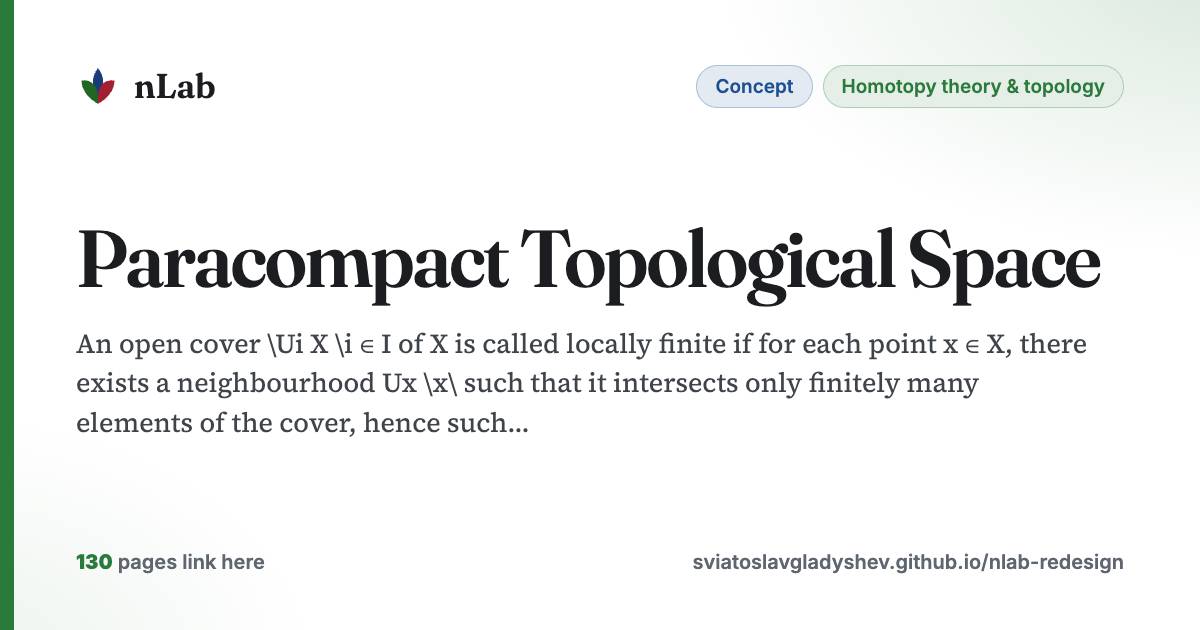 nLab
Concept
Homotopy theory & topology
Paracompact Topological Space
An open cover \Ui X \i ∈ I of X is called locally finite if for each point x ∈ X, there
exists a neighbourhood Ux \x\ such that it intersects only finitely many
elements of the cover, hence such...
130 pages link here
sviatoslavgladyshev.github.io/nlab-redesign